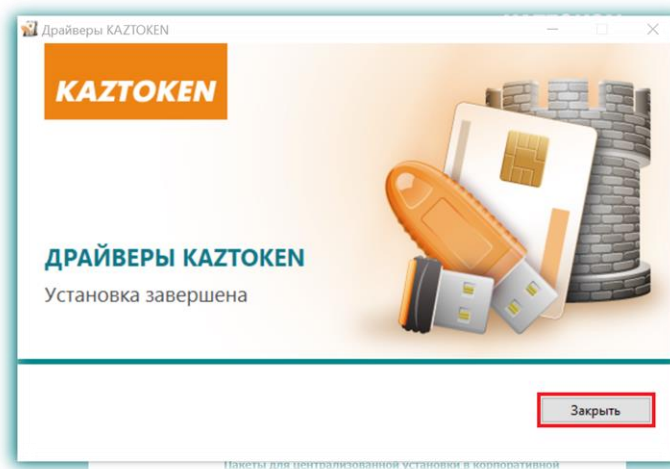 Драйверы KAZTOKEN
KAZTOKEN
ДРАЙВЕРЫ KAZTOKEN
Установка завершена
Закрыть
Пакеты для централизованной установки в корпоративной